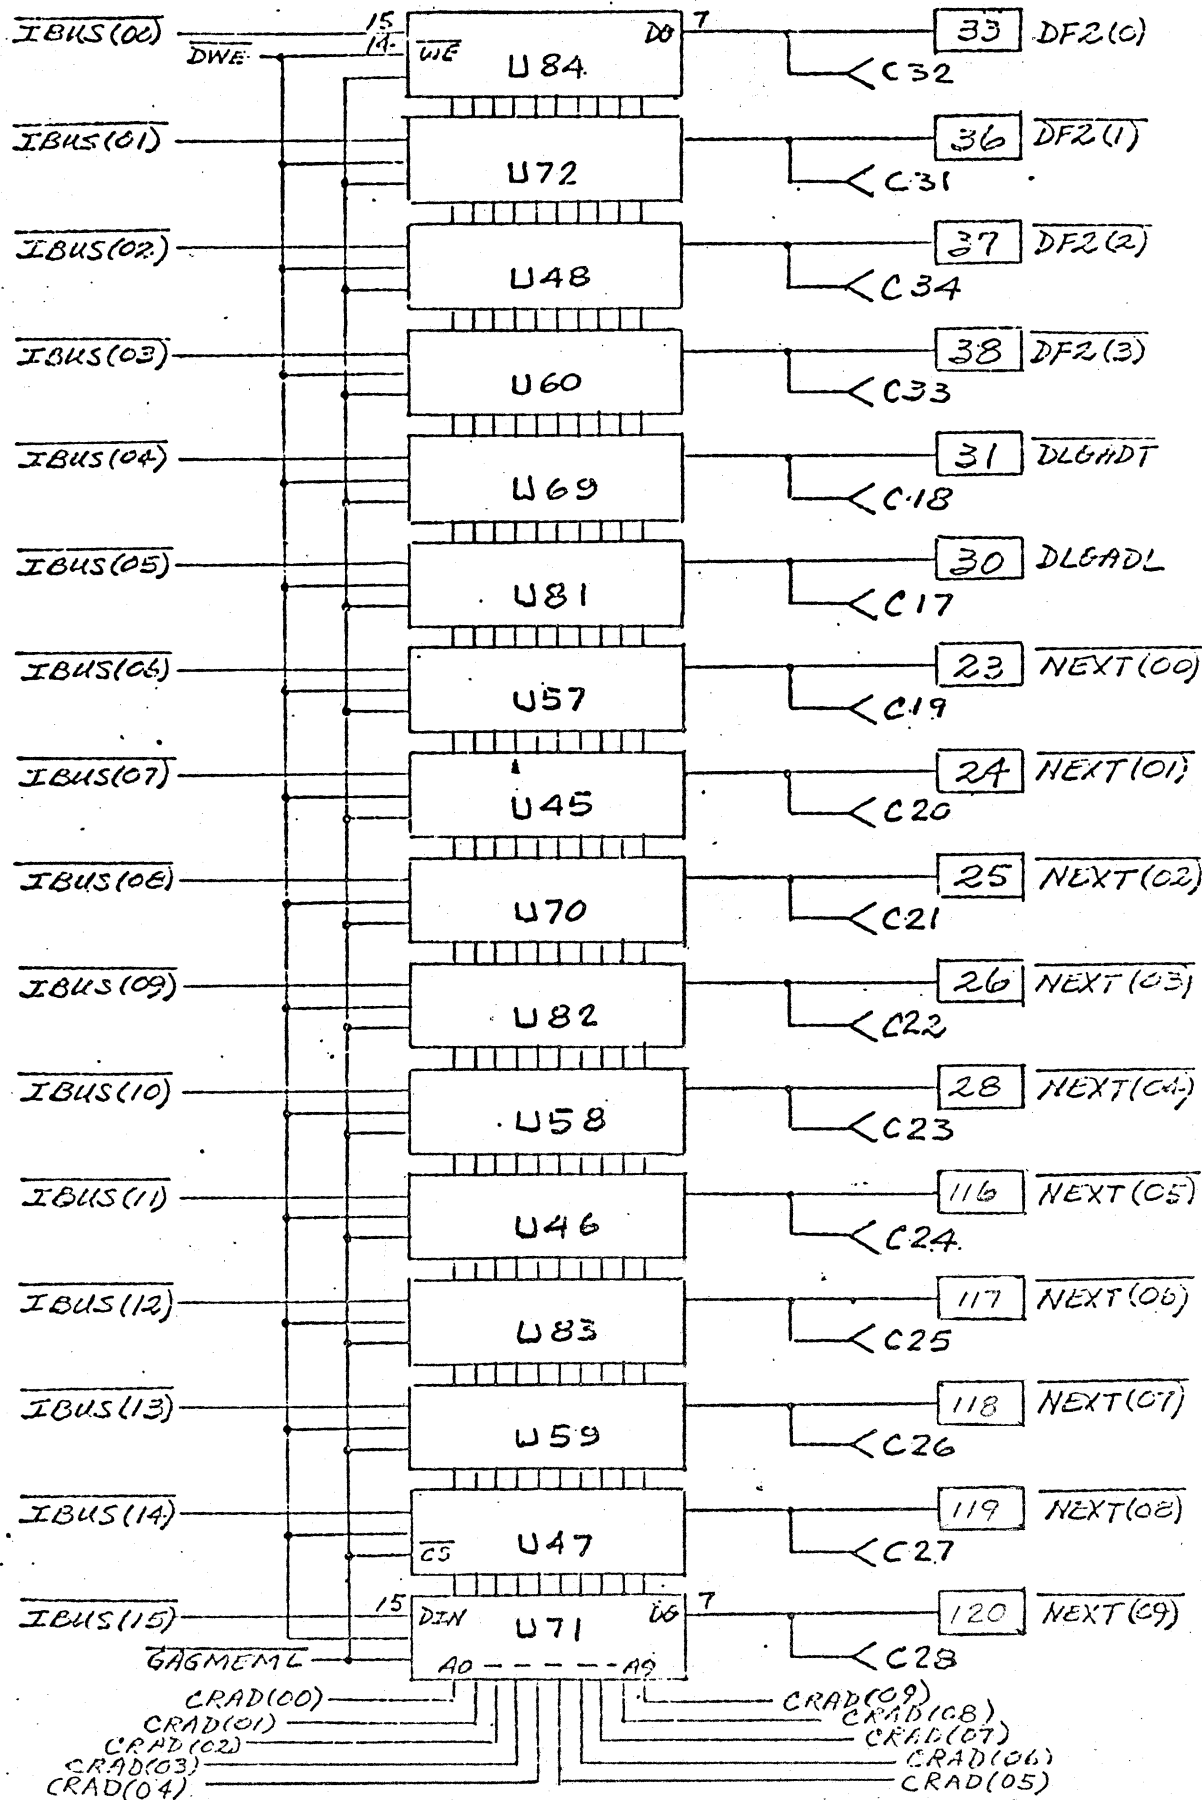 IBUS(00) 15 7 33 DF2(0)
DWE 14 WE DO
U84 C32
IBUS(01) 36 DF2(1)
U72 C31
IBUS(02) 37 DF2(2)
U48 C34
IBUS(03) 38 DF2(3)
U60 C33
IBUS(04) 31 DLGADT
U69 C18
IBUS(05) 30 DLGADL
U81 C17
IBUS(06) 23 NEXT(00)
U57 C19
IBUS(07) 24 NEXT(01)
U45 C20
IBUS(08) 25 NEXT(02)
U70 C21
IBUS(09) 26 NEXT(03)
U82 C22
IBUS(10) 28 NEXT(04)
U58 C23
IBUS(11) 116 NEXT(05)
U46 C24
IBUS(12) 117 NEXT(06)
U83 C25
IBUS(13) 118 NEXT(07)
U59 C26
IBUS(14) 119 NEXT(08)
CS U47 C27
IBUS(15) 15 DIN U71 DO 7 120 NEXT(09)
GAGMEML A0 A9 C28
CRAD(00) CRAD(09)
CRAD(01) CRAD(08)
CRAD(02) CRAD(07)
CRAD(03) CRAD(06)
CRAD(04) CRAD(05)